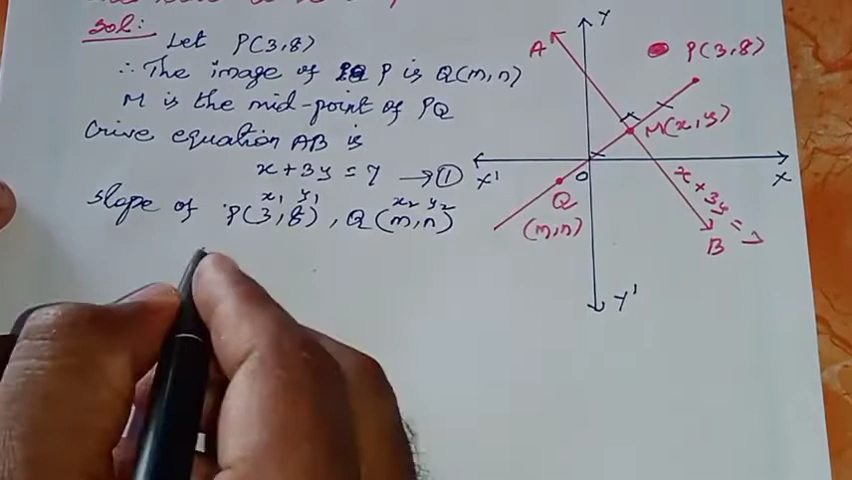 Sol:
Let P(3,8)
∴ The image of P is Q(m,n)
M is the mid-point of PQ
Give equation AB is
x+3y=7 → ①
x₁ y₁ x₂ y₂
slope of P(3,8), Q(m,n)
Y
A
P(3,8)
M(x,y)
X'
O
X
Q
(m,n)
x+3y=7
B
Y'